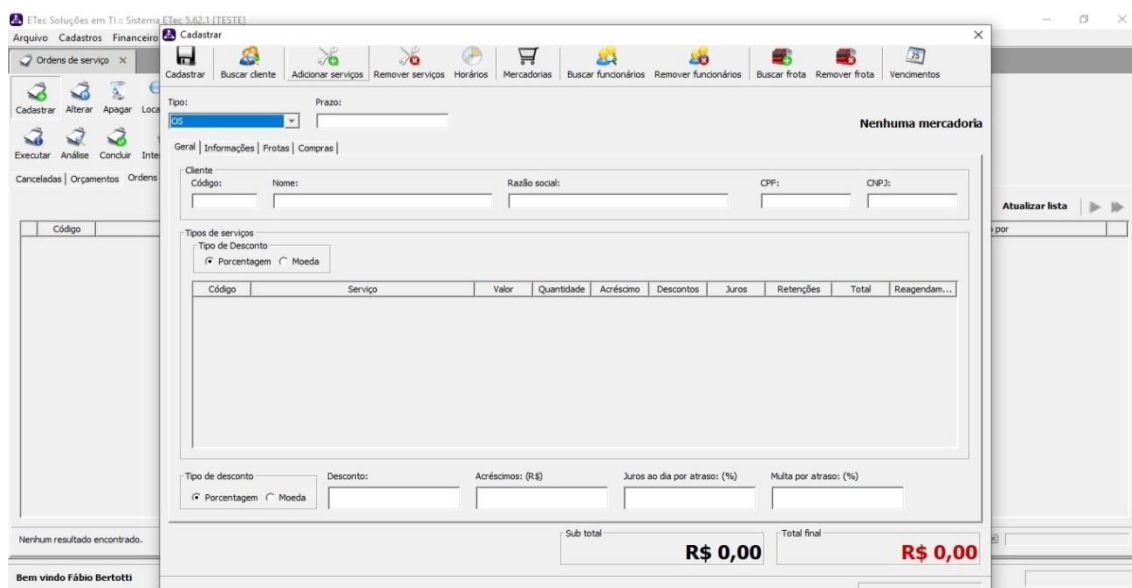 ETec Soluções em TI :: Sistema ETec 5.62.1 [TESTE]
Arquivo Cadastros Financeiro
Ordens de serviço
Cadastrar Alterar Apagar
Executar Análise Concluir
Canceladas Orçamentos Ordens
Código
Nenhum resultado encontrado.
Bem vindo Fábio Bertotti
Cadastrar
Cadastrar Buscar cliente Adicionar serviços Remover serviços Horários Mercadorias Buscar funcionários Remover funcionários Buscar frota Remover frota Vencimentos
Tipo: Prazo:
OS
Nenhuma mercadoria
Geral Informações Frotas Compras
Cliente
Código: Nome: Razão social: CPF: CNPJ:
Tipos de serviços
Tipo de Desconto
Porcentagem Moeda
Código Serviço Valor Quantidade Acréscimo Descontos Juros Retenções Total Reagendam...
Tipo de desconto Desconto: Acréscimos: (R$) Juros ao dia por atraso: (%) Multa por atraso: (%)
Porcentagem Moeda
Sub total Total final
R$ 0,00 R$ 0,00
Atualizar lista
por